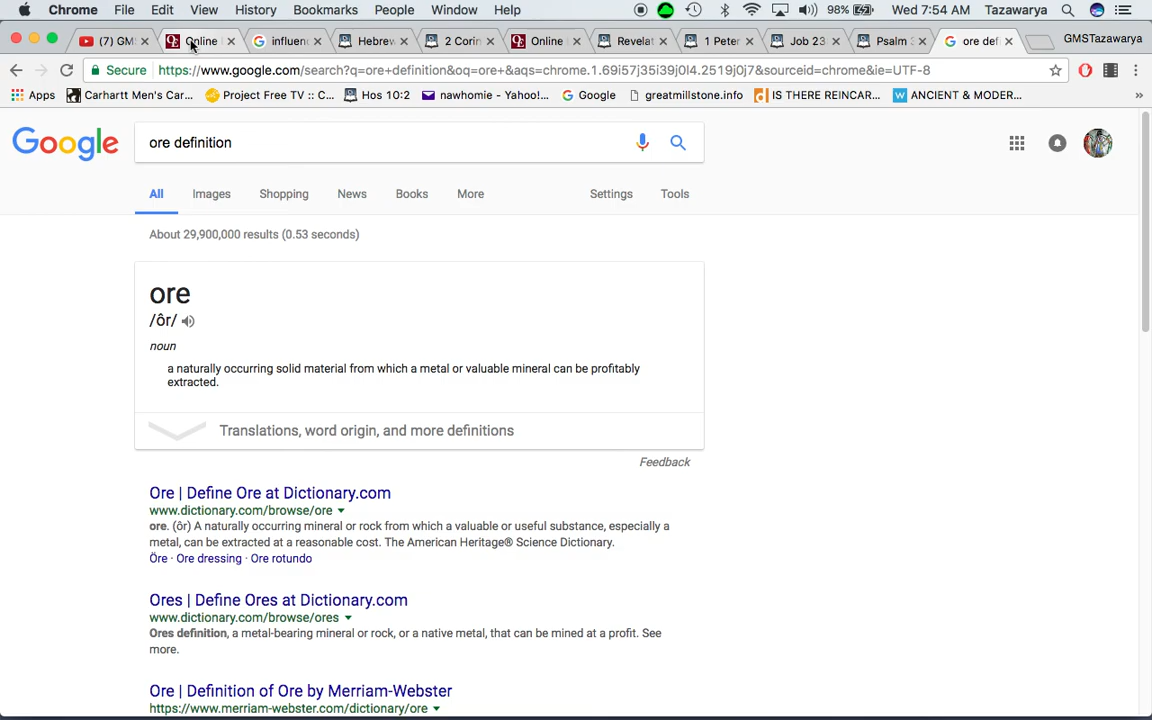 Chrome File Edit View History Bookmarks People Window Help 98% Wed 7:54 AM Tazawarya
(7) GM Online influenc Hebrew 2 Corin Online Revelat 1 Peter Job 23 Psalm 3 ore defi GMSTazawarya
Secure https://www.google.com/search?q=ore+definition&oq=ore+&aqs=chrome.1.69i57j35i39j0l4.2519j0j7&sourceid=chrome&ie=UTF-8
Apps Carhartt Men's Car... Project Free TV :: C... Hos 10:2 nawhomie - Yahoo!... Google greatmillstone.info IS THERE REINCAR... ANCIENT & MODER... »
Google ore definition
All Images Shopping News Books More Settings Tools
About 29,900,000 results (0.53 seconds)
ore
/ôr/
noun
a naturally occurring solid material from which a metal or valuable mineral can be profitably
extracted.
Translations, word origin, and more definitions
Feedback
Ore | Define Ore at Dictionary.com
www.dictionary.com/browse/ore
ore. (ôr) A naturally occurring mineral or rock from which a valuable or useful substance, especially a
metal, can be extracted at a reasonable cost. The American Heritage® Science Dictionary.
Öre · Ore dressing · Ore rotundo
Ores | Define Ores at Dictionary.com
www.dictionary.com/browse/ores
Ores definition, a metal-bearing mineral or rock, or a native metal, that can be mined at a profit. See
more.
Ore | Definition of Ore by Merriam-Webster
https://www.merriam-webster.com/dictionary/ore